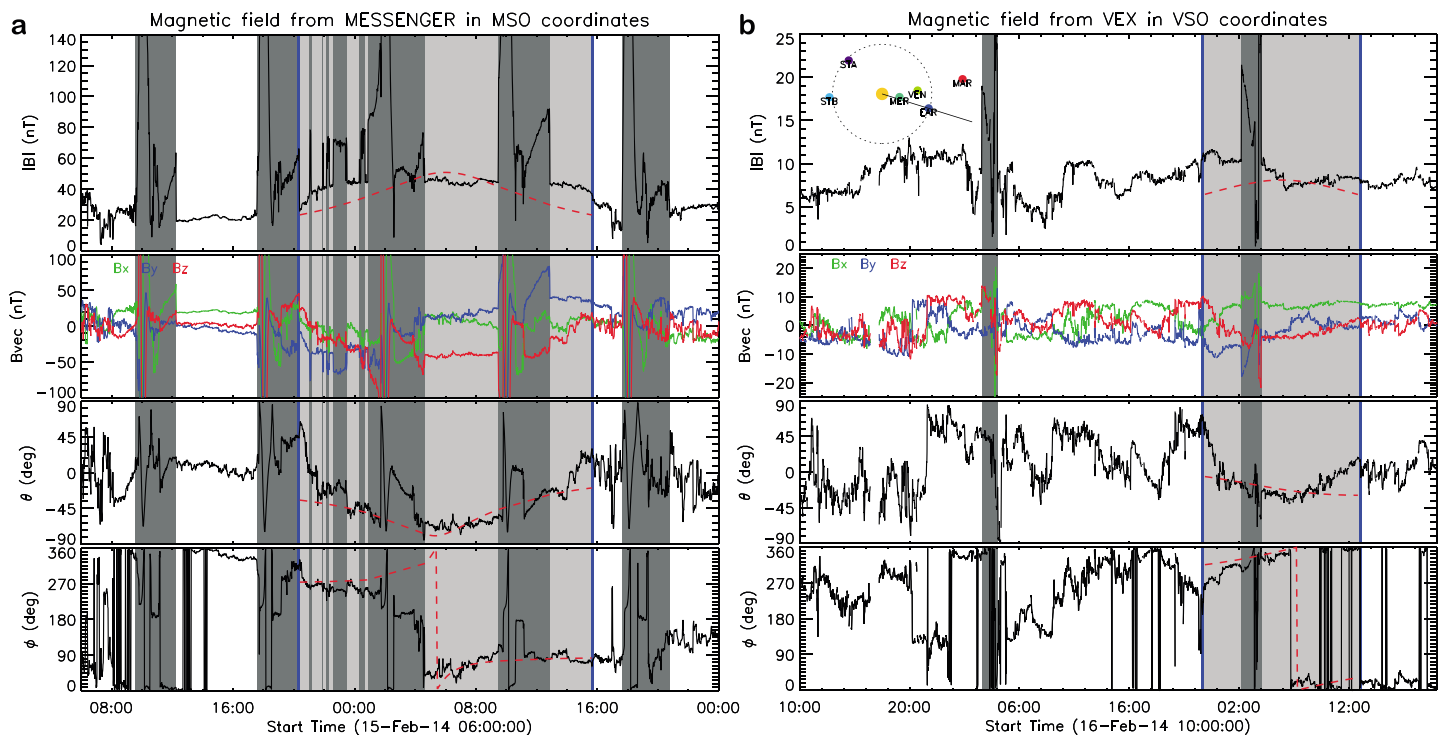 a
Magnetic field from MESSENGER in MSO coordinates
|B| (nT)
140
120
100
80
60
40
20
0
Bvec (nT)
Bx By Bz
100
50
0
−50
−100
θ (deg)
90
45
0
−45
−90
φ (deg)
360
270
180
90
0
08:00 16:00 00:00 08:00 16:00 00:00
Start Time (15−Feb−14 06:00:00)
b
Magnetic field from VEX in VSO coordinates
|B| (nT)
25
20
15
10
5
0
STA
STB
MER
VEN
EAR
MAR
Bvec (nT)
Bx By Bz
20
10
0
−10
−20
θ (deg)
90
45
0
−45
−90
φ (deg)
360
270
180
90
0
10:00 20:00 06:00 16:00 02:00 12:00
Start Time (16−Feb−14 10:00:00)